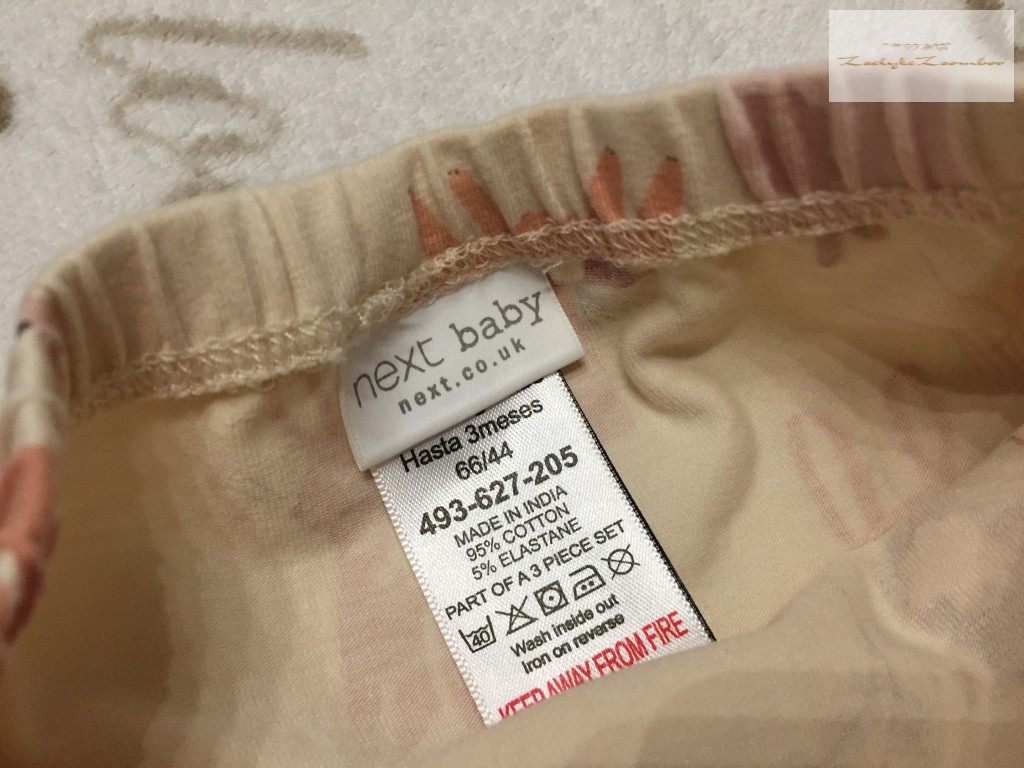 next baby
next.co.uk
Hasta 3meses
66/44
493-627-205
MADE IN INDIA
95% COTTON
5% ELASTANE
PART OF A 3 PIECE SET
40
Wash inside out
Iron on reverse
KEEP AWAY FROM FIRE